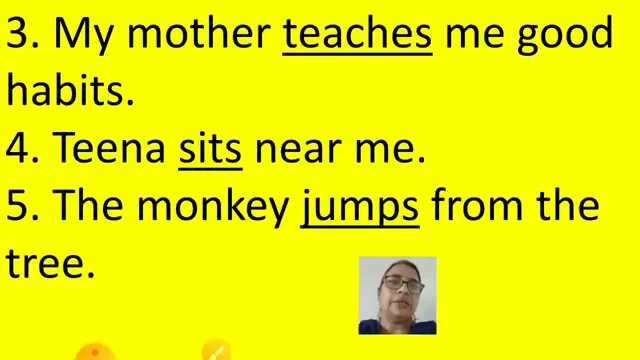 3. My mother teaches me good
habits.
4. Teena sits near me.
5. The monkey jumps from the
tree.